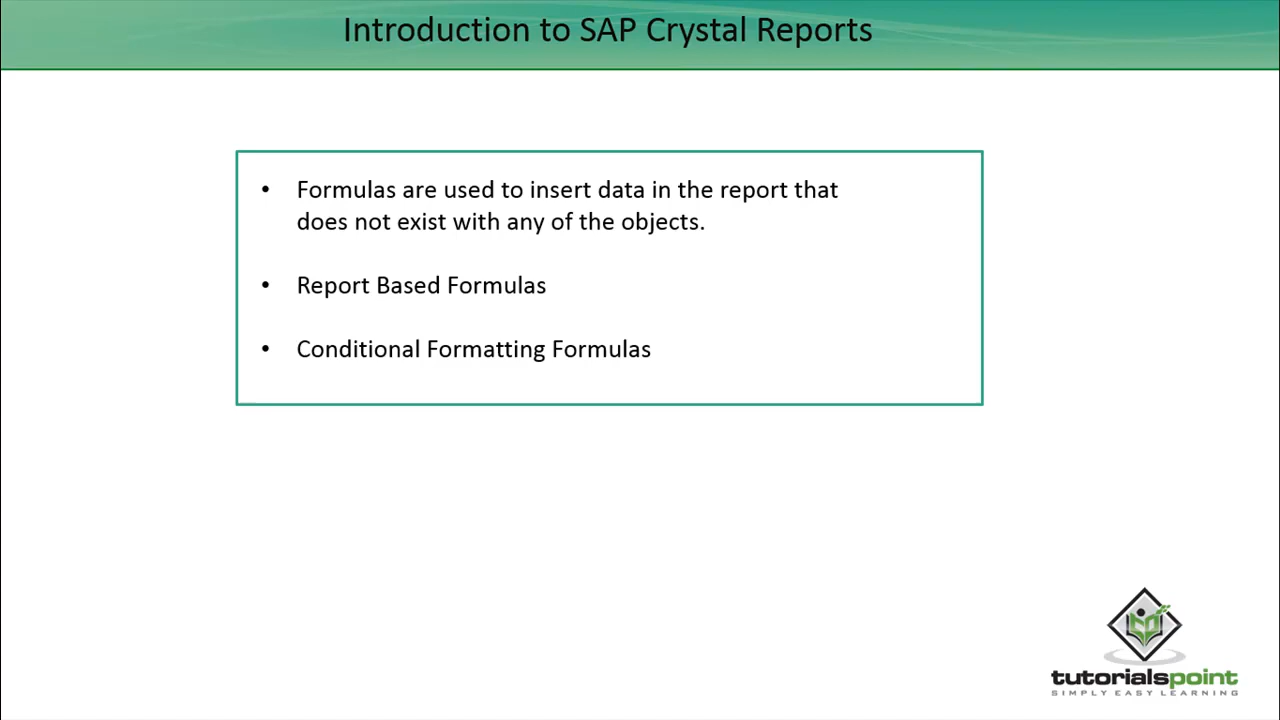 Introduction to SAP Crystal Reports
• Formulas are used to insert data in the report that
does not exist with any of the objects.
• Report Based Formulas
• Conditional Formatting Formulas
tutorialspoint
SIMPLY EASY LEARNING